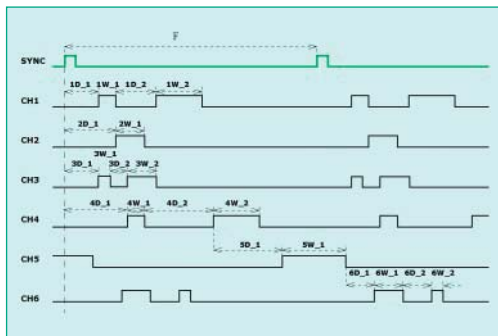 F
SYNC
1D_1 1W_1 1D_2 1W_2
CH1
2D_1 2W_1
CH2
3W_1
3D_1 3D_2 3W_2
CH3
4D_1 4W_1 4D_2 4W_2
CH4
5D_1 5W_1
CH5
6D_1 6W_1 6D_2 6W_2
CH6